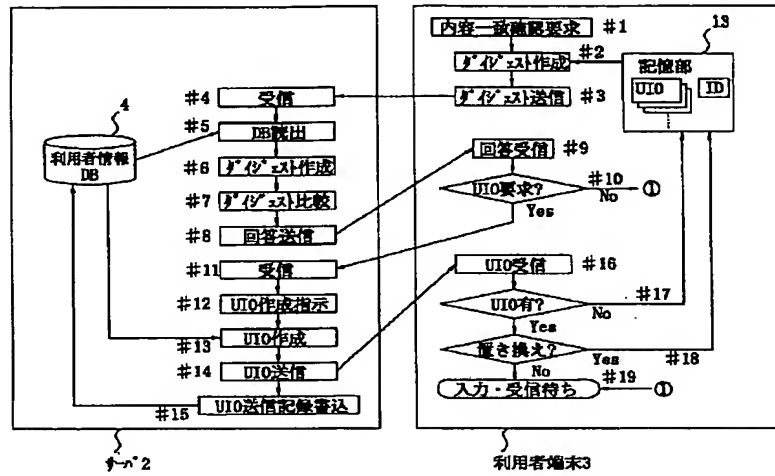 内容一致確認要求 #1
#2
ダイジェスト作成
ダイジェスト送信 #3
13
記憶部
UIO
ID
#4 受信
#5 DB読出
4
利用者情報
DB
#6 ダイジェスト作成
#7 ダイジェスト比較
#8 回答送信
回答受信 #9
UIO要求? #10
No ①
Yes
#11 受信
#12 UIO作成指示
#13 UIO作成
#14 UIO送信
#15 UIO送信記録書込
UIO受信 #16
UIO有? #17
No
Yes
置き換え? Yes #18
No
入力・受信待ち #19 ①
サーバ2
利用者端末3